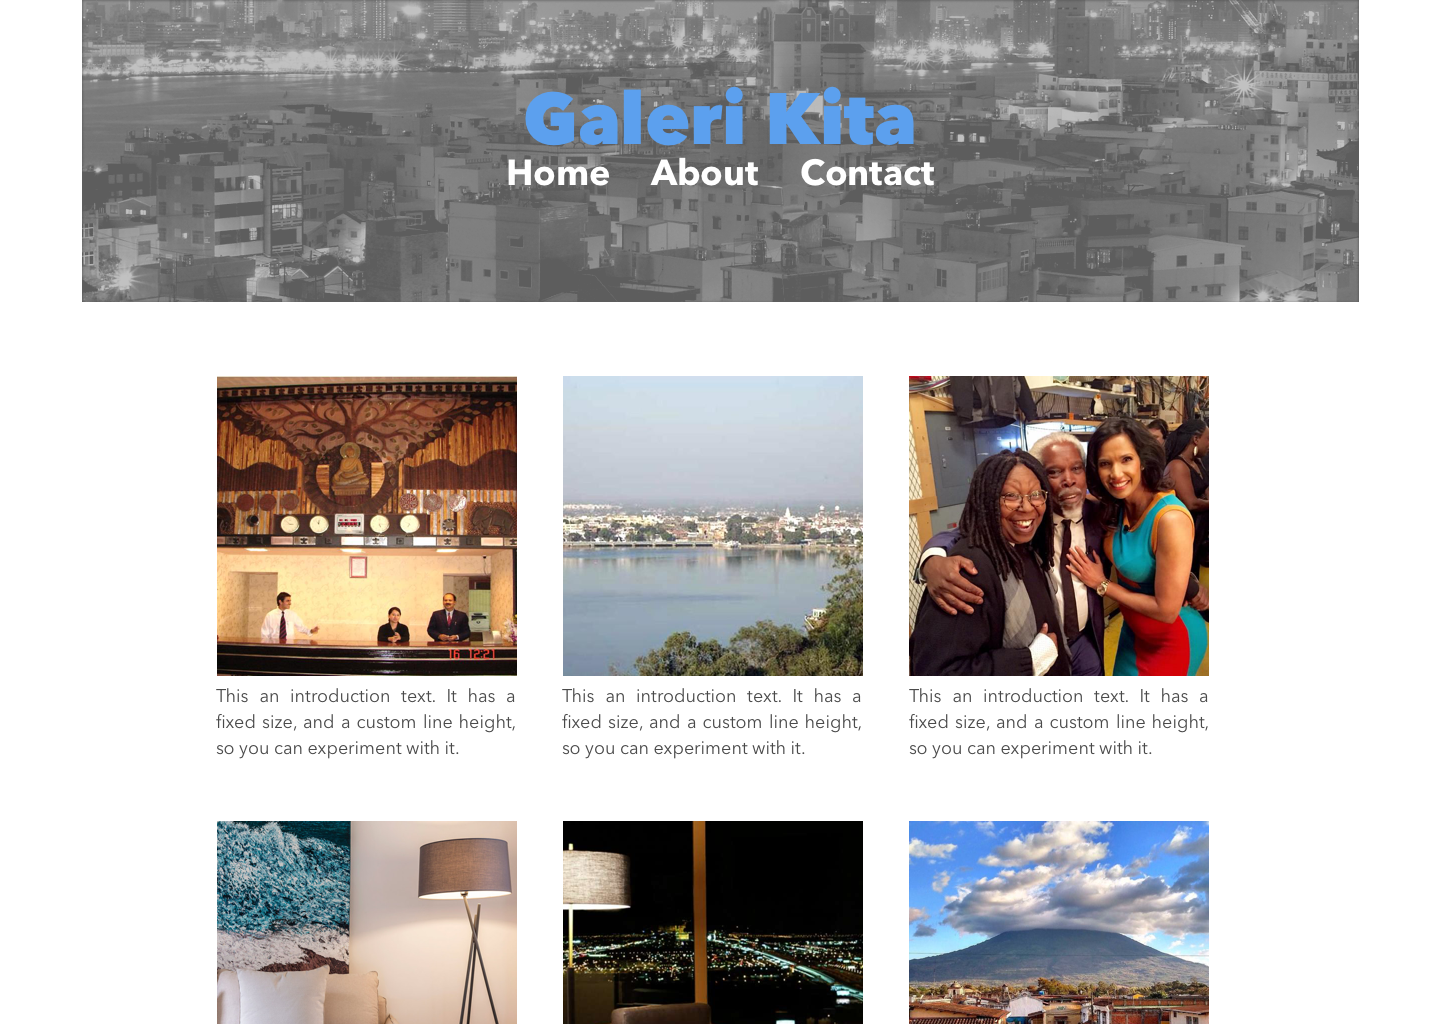 Galeri Kita
Home About Contact
16 12:21
This an introduction text. It has a
fixed size, and a custom line height,
so you can experiment with it.
This an introduction text. It has a
fixed size, and a custom line height,
so you can experiment with it.
This an introduction text. It has a
fixed size, and a custom line height,
so you can experiment with it.